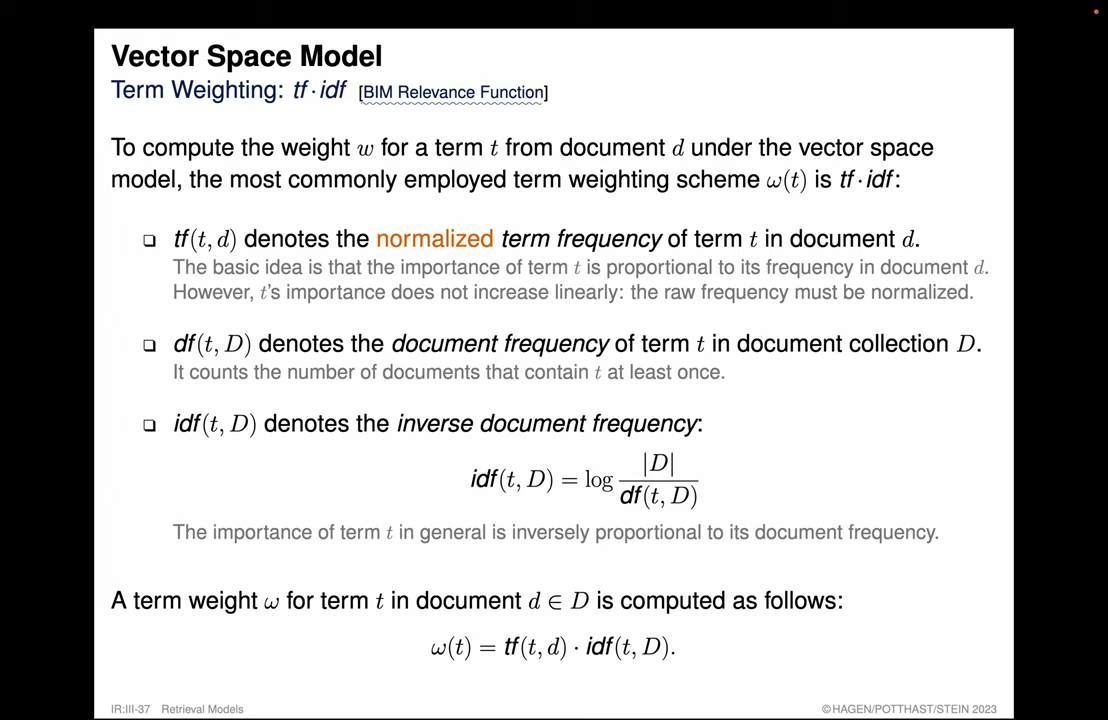 Vector Space Model
Term Weighting: tf · idf [BIM Relevance Function]
To compute the weight w for a term t from document d under the vector space
model, the most commonly employed term weighting scheme ω(t) is tf · idf:
❑ tf(t, d) denotes the normalized term frequency of term t in document d.
The basic idea is that the importance of term t is proportional to its frequency in document d.
However, t's importance does not increase linearly: the raw frequency must be normalized.
❑ df(t, D) denotes the document frequency of term t in document collection D.
It counts the number of documents that contain t at least once.
❑ idf(t, D) denotes the inverse document frequency:
idf(t, D) = log |D| / df(t, D)
The importance of term t in general is inversely proportional to its document frequency.
A term weight ω for term t in document d ∈ D is computed as follows:
ω(t) = tf(t, d) · idf(t, D).
IR:III-37 Retrieval Models
©HAGEN/POTTHAST/STEIN 2023